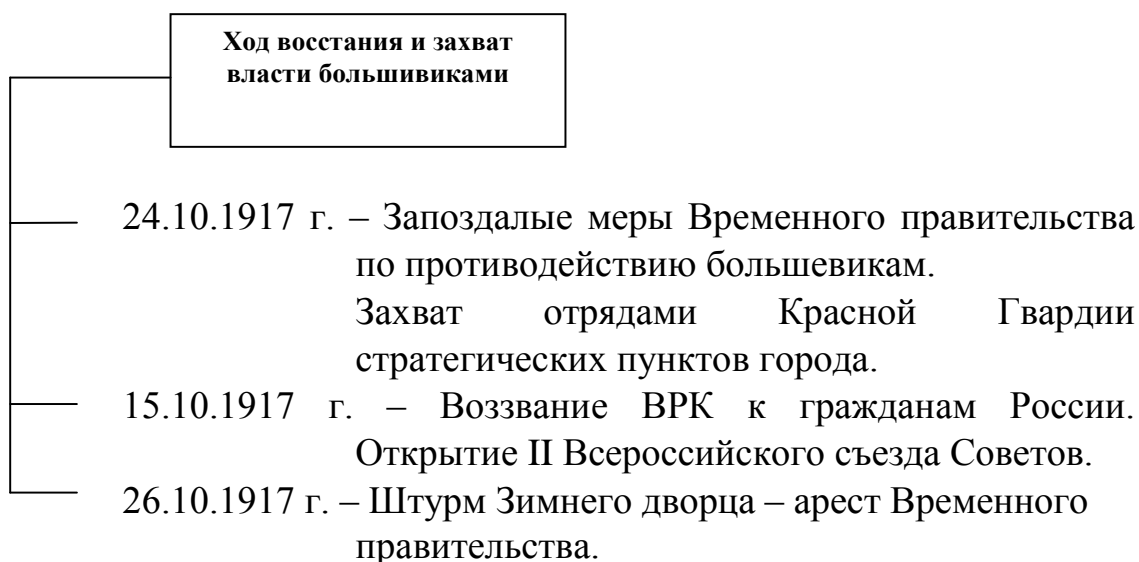 Ход восстания и захват
власти большивиками
24.10.1917 г. – Запоздалые меры Временного правительства
по противодействию большевикам.
Захват отрядами Красной Гвардии
стратегических пунктов города.
15.10.1917 г. – Воззвание ВРК к гражданам России.
Открытие II Всероссийского съезда Советов.
26.10.1917 г. – Штурм Зимнего дворца – арест Временного
правительства.